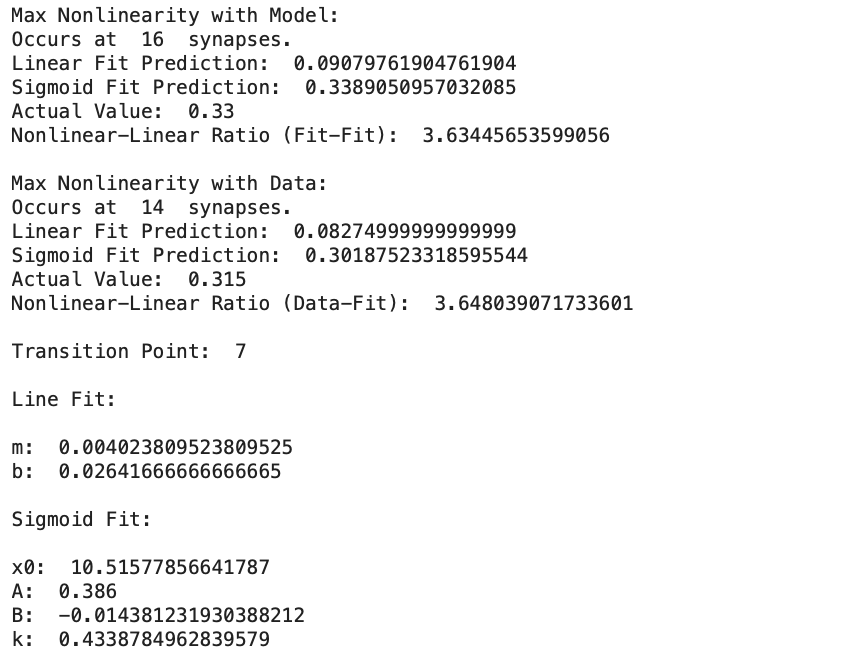 Max Nonlinearity with Model:
Occurs at  16  synapses.
Linear Fit Prediction:  0.09079761904761904
Sigmoid Fit Prediction:  0.3389050957032085
Actual Value:  0.33
Nonlinear-Linear Ratio (Fit-Fit):  3.63445653599056
Max Nonlinearity with Data:
Occurs at  14  synapses.
Linear Fit Prediction:  0.08274999999999999
Sigmoid Fit Prediction:  0.30187523318595544
Actual Value:  0.315
Nonlinear-Linear Ratio (Data-Fit):  3.648039071733601
Transition Point:  7
Line Fit:
m:  0.004023809523809525
b:  0.02641666666666665
Sigmoid Fit:
x0:  10.51577856641787
A:  0.386
B:  -0.014381231930388212
k:  0.4338784962839579